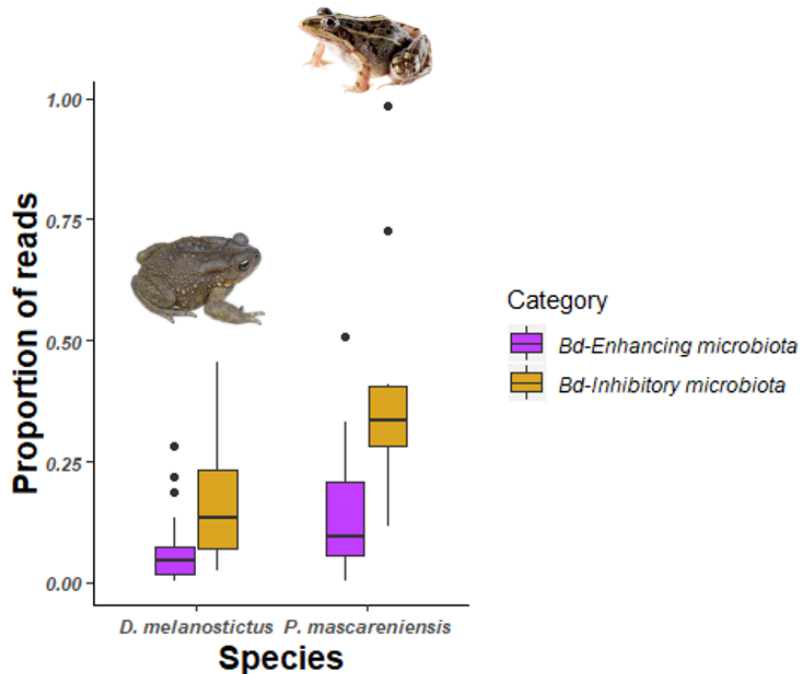 1.00
0.75
0.50
0.25
0.00
Proportion of reads
D. melanostictus P. mascareniensis
Species
Category
Bd-Enhancing microbiota
Bd-Inhibitory microbiota